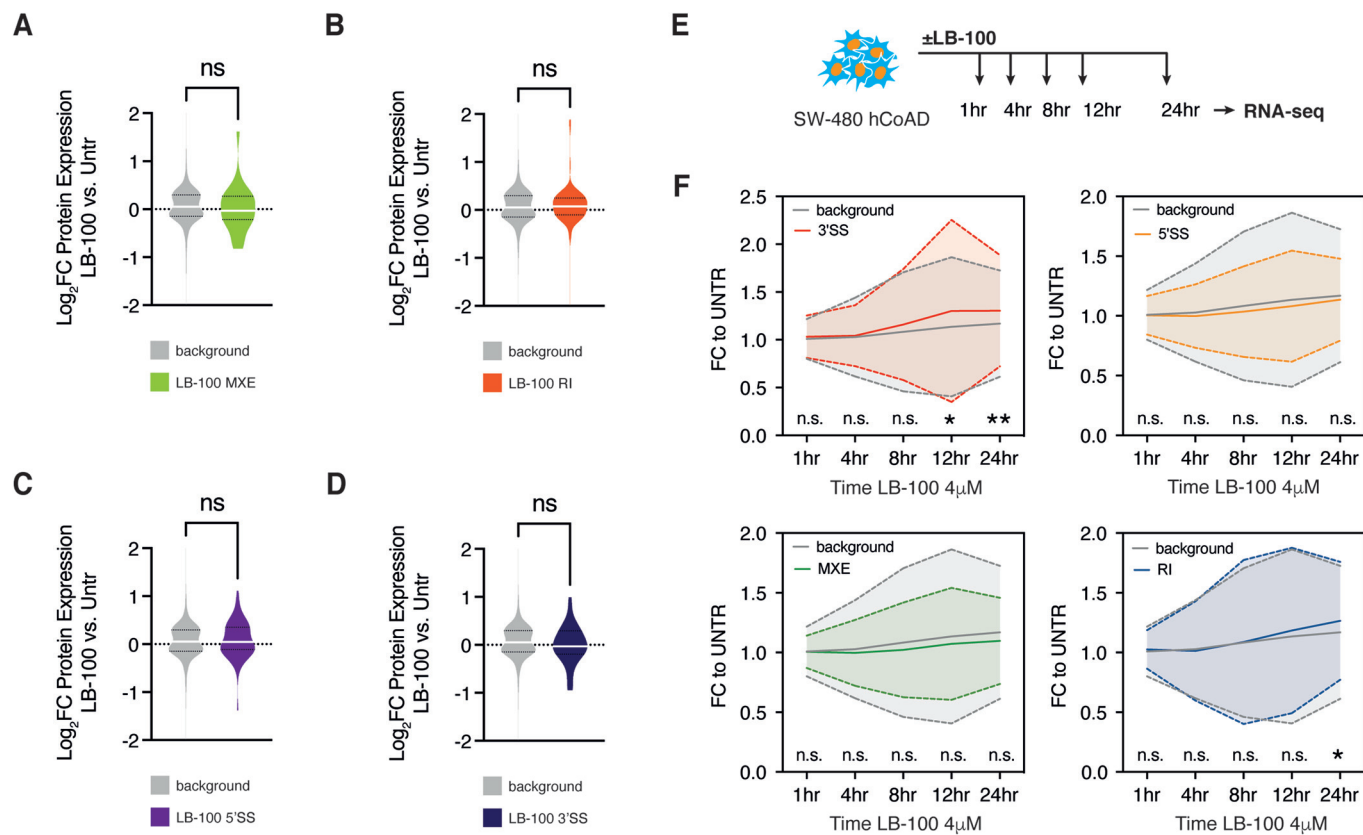 A
ns
Log₂FC Protein Expression
LB-100 vs. Untr
2
1
0
-1
-2
background
LB-100 MXE
B
ns
Log₂FC Protein Expression
LB-100 vs. Untr
2
1
0
-1
-2
background
LB-100 RI
C
ns
Log₂FC Protein Expression
LB-100 vs. Untr
2
1
0
-1
-2
background
LB-100 5'SS
D
ns
Log₂FC Protein Expression
LB-100 vs. Untr
2
1
0
-1
-2
background
LB-100 3'SS
E
±LB-100
SW-480 hCoAD
1hr 4hr 8hr 12hr 24hr → RNA-seq
F
background
3'SS
FC to UNTR
2.5
2.0
1.5
1.0
0.5
0.0
n.s. n.s. n.s. * **
1hr 4hr 8hr 12hr 24hr
Time LB-100 4μM
background
5'SS
FC to UNTR
2.0
1.5
1.0
0.5
0.0
n.s. n.s. n.s. n.s. n.s.
1hr 4hr 8hr 12hr 24hr
Time LB-100 4μM
background
MXE
FC to UNTR
2.0
1.5
1.0
0.5
0.0
n.s. n.s. n.s. n.s. n.s.
1hr 4hr 8hr 12hr 24hr
Time LB-100 4μM
background
RI
FC to UNTR
2.0
1.5
1.0
0.5
0.0
n.s. n.s. n.s. n.s. *
1hr 4hr 8hr 12hr 24hr
Time LB-100 4μM